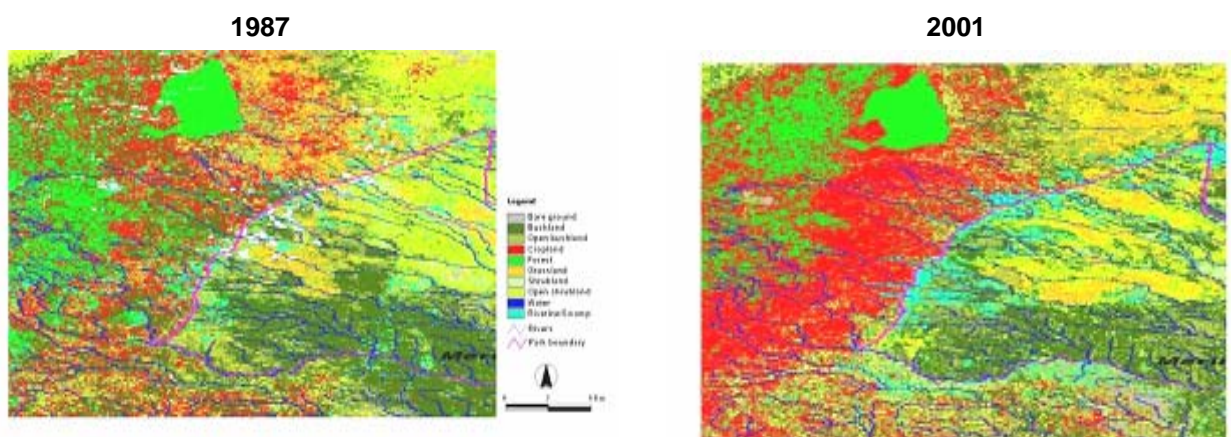 1987
2001
Legend
Bare ground
Bushland
Open bushland
Cropland
Forest
Grassland
Shrubland
Open shrubland
Water
Riverine/Swamp
Rivers
Park boundary